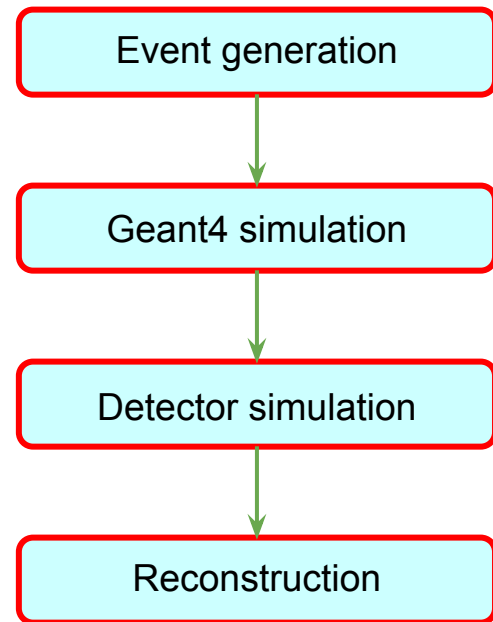 Event generation
Geant4 simulation
Detector simulation
Reconstruction